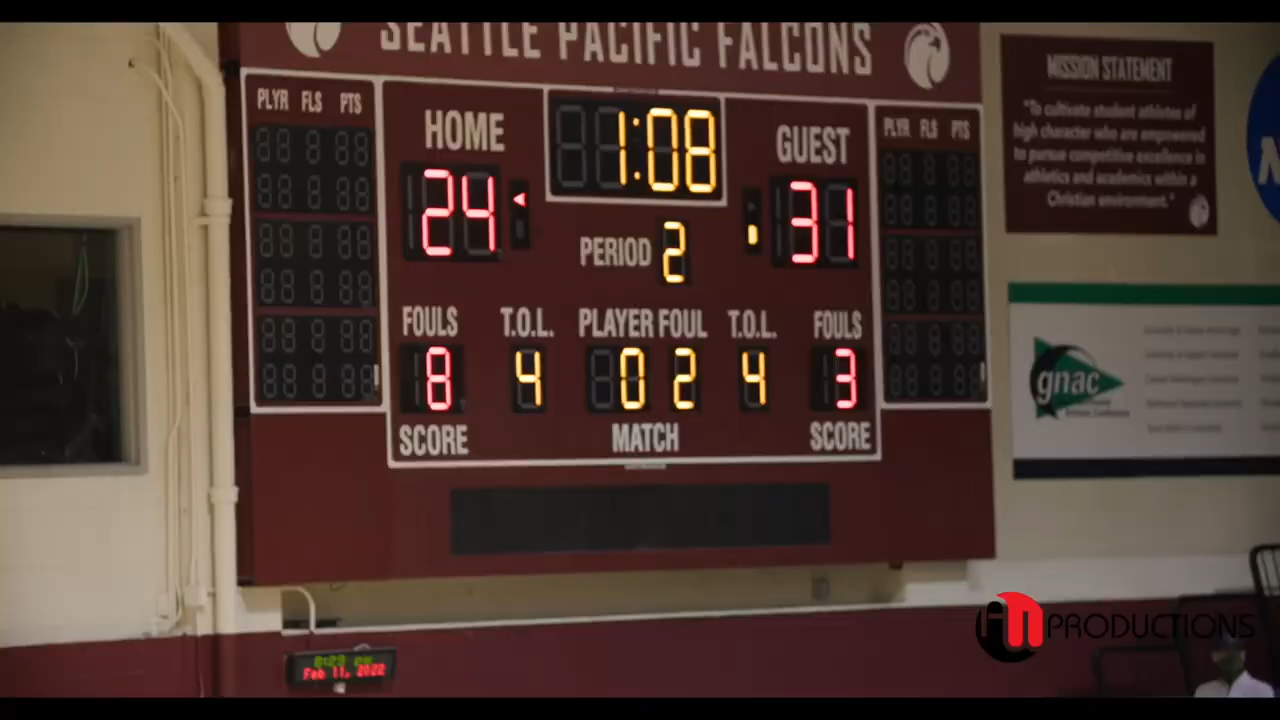 SEATTLE PACIFIC FALCONS
PLYR FLS PTS
HOME
1:08
GUEST
PLYR FLS PTS
24
31
PERIOD 2
FOULS T.O.L. PLAYER FOUL T.O.L. FOULS
8 4 02 4 3
SCORE MATCH SCORE
MISSION STATEMENT
"To cultivate student athletes of
high character who are empowered
to pursue competitive excellence in
athletics and academics within a
Christian environment."
gnac
Feb 11, 2022
PRODUCTIONS